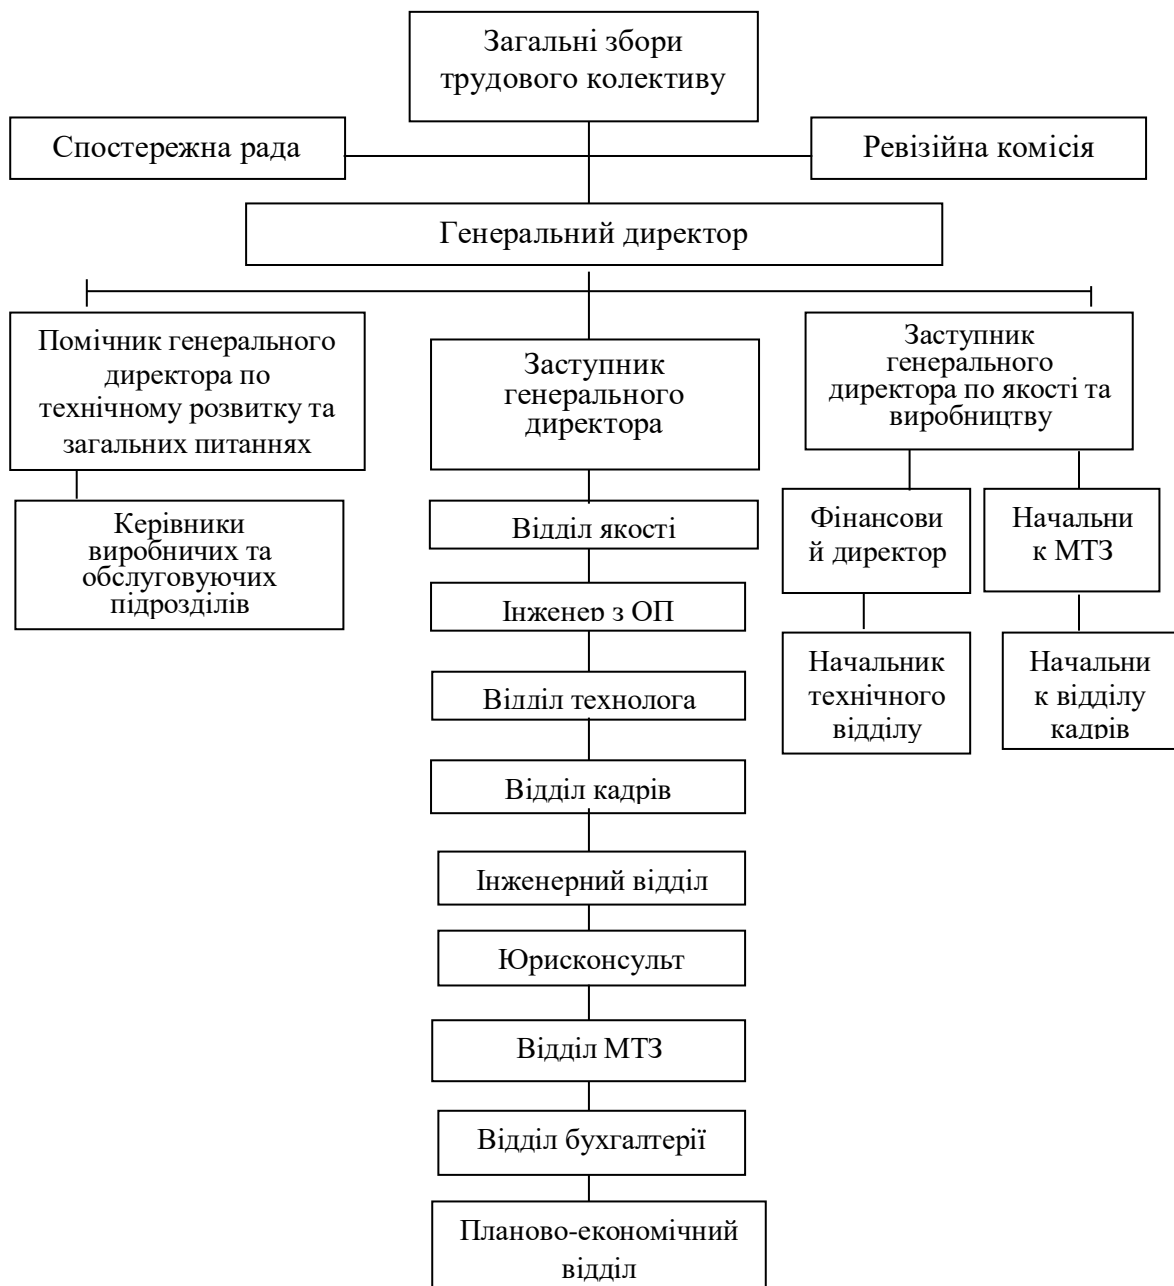 Загальні збори
трудового колективу
Спостережна рада
Ревізійна комісія
Генеральний директор
Помічник генерального
директора по
технічному розвитку та
загальних питаннях
Заступник
генерального
директора
Заступник
генерального
директора по якості та
виробництву
Керівники
виробничих та
обслуговуючих
підрозділів
Відділ якості
Фінансови
й директор
Начальни
к МТЗ
Інженер з ОП
Начальник
технічного
відділу
Начальни
к відділу
кадрів
Відділ технолога
Відділ кадрів
Інженерний відділ
Юрисконсульт
Відділ МТЗ
Відділ бухгалтерії
Планово-економічний
відділ